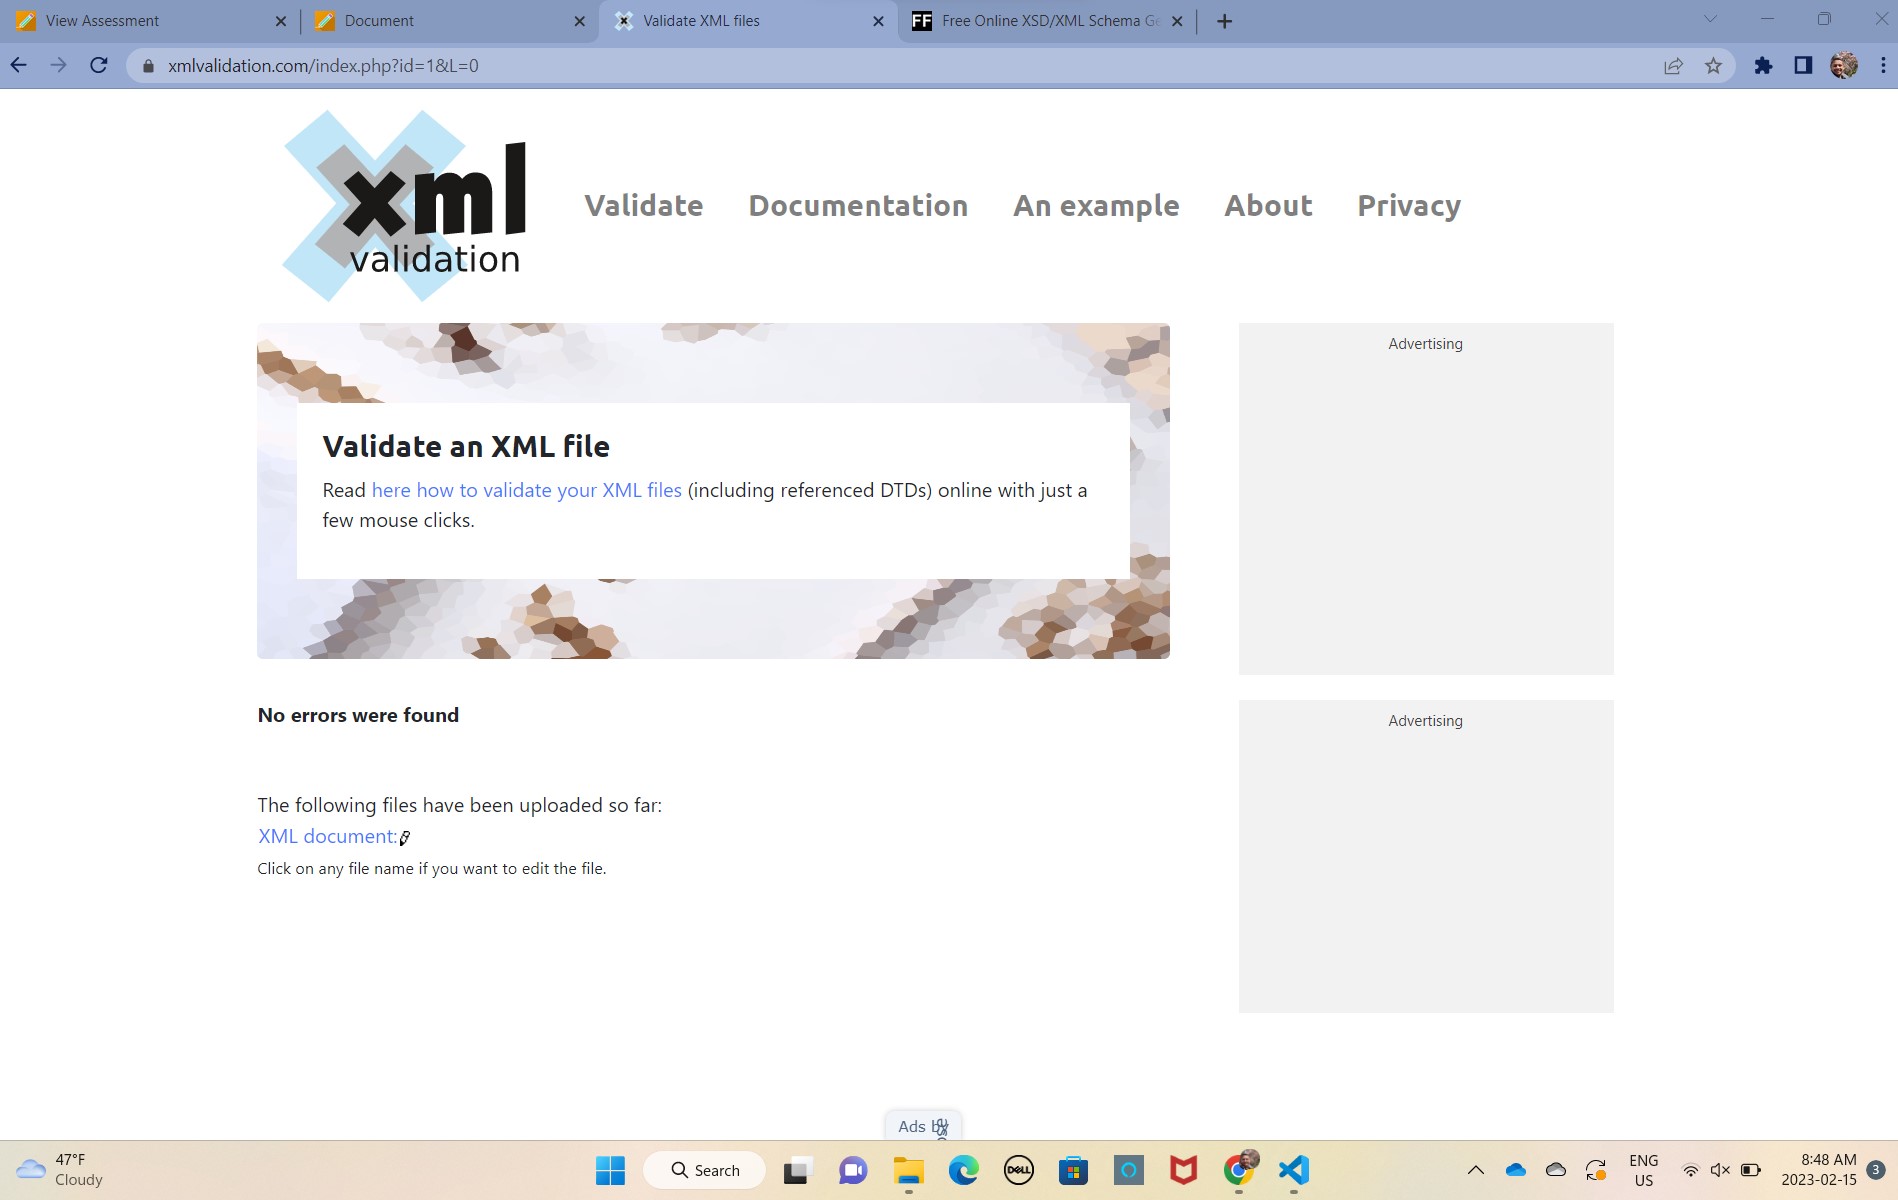 View Assessment
Document
Validate XML files
Free Online XSD/XML Schema Ge
xmlvalidation.com/index.php?id=1&L=0
xml
validation
Validate
Documentation
An example
About
Privacy
Validate an XML file
Read here how to validate your XML files (including referenced DTDs) online with just a
few mouse clicks.
Advertising
No errors were found
Advertising
The following files have been uploaded so far:
XML document:
Click on any file name if you want to edit the file.
Ads by
47°F
Cloudy
Search
DELL
ENG
US
8:48 AM
2023-02-15
3